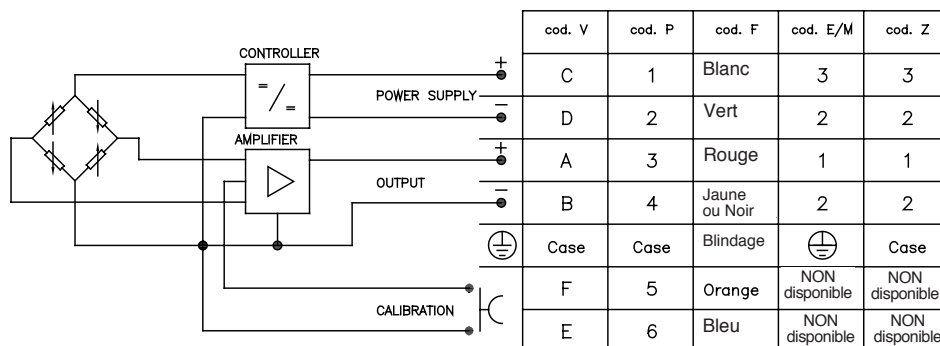 cod. V cod. P cod. F cod. E/M cod. Z
CONTROLLER
+ C 1 Blanc 3 3
= / =
POWER SUPPLY
– D 2 Vert 2 2
AMPLIFIER
+ A 3 Rouge 1 1
OUTPUT
– B 4 Jaune
ou Noir 2 2
Case Case Blindage Case
F 5 Orange NON
disponible NON
disponible
CALIBRATION
E 6 Bleu NON
disponible NON
disponible